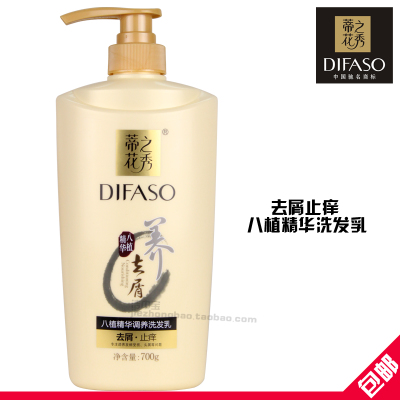 蒂之
花秀
DIFASO
中国驰名商标
去屑止痒
八植精华洗发乳
蒂之
花秀
®
DIFASO
八植
精华
养
去屑
八植精华调养洗发乳
去屑·止痒
净含量:700g
包邮